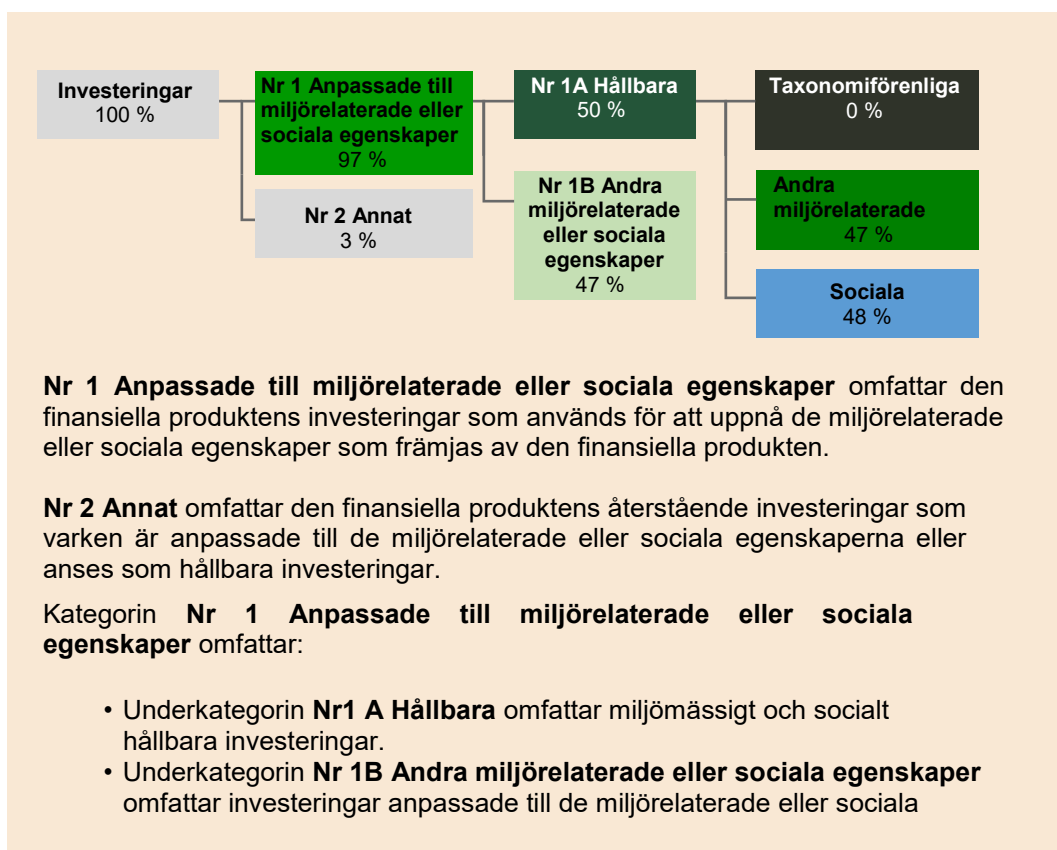 Investeringar
100 %
Nr 1 Anpassade till
miljörelaterade eller
sociala egenskaper
97 %
Nr 2 Annat
3 %
Nr 1A Hållbara
50 %
Nr 1B Andra
miljörelaterade
eller sociala
egenskaper
47 %
Taxonomiförenliga
0 %
Andra
miljörelaterade
47 %
Sociala
48 %
Nr 1 Anpassade till miljörelaterade eller sociala egenskaper omfattar den
finansiella produktens investeringar som används för att uppnå de miljörelaterade
eller sociala egenskaper som främjas av den finansiella produkten.
Nr 2 Annat omfattar den finansiella produktens återstående investeringar som
varken är anpassade till de miljörelaterade eller sociala egenskaperna eller
anses som hållbara investeringar.
Kategorin Nr 1 Anpassade till miljörelaterade eller sociala
egenskaper omfattar:
• Underkategorin Nr1 A Hållbara omfattar miljömässigt och socialt
hållbara investeringar.
• Underkategorin Nr 1B Andra miljörelaterade eller sociala egenskaper
omfattar investeringar anpassade till de miljörelaterade eller sociala